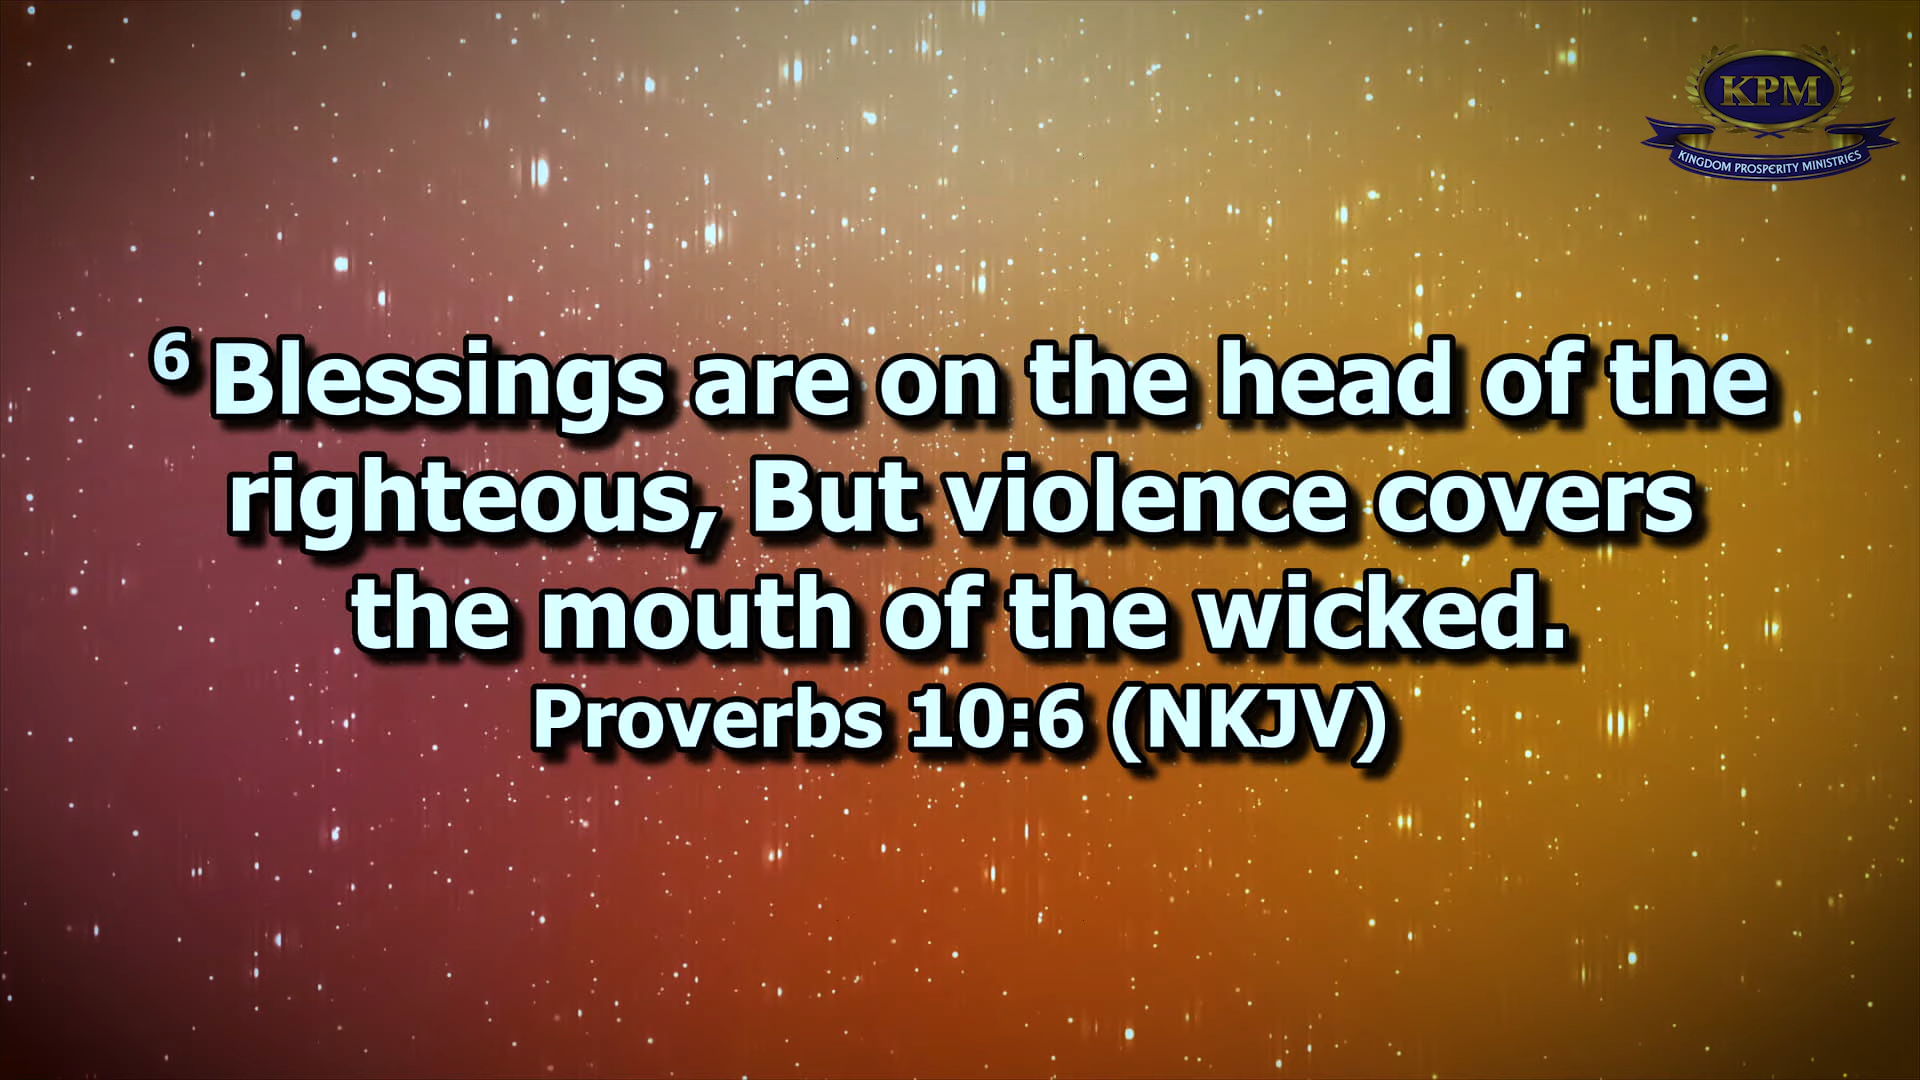 KPM
KINGDOM PROSPERITY MINISTRIES
6 Blessings are on the head of the
righteous, But violence covers
the mouth of the wicked.
Proverbs 10:6 (NKJV)